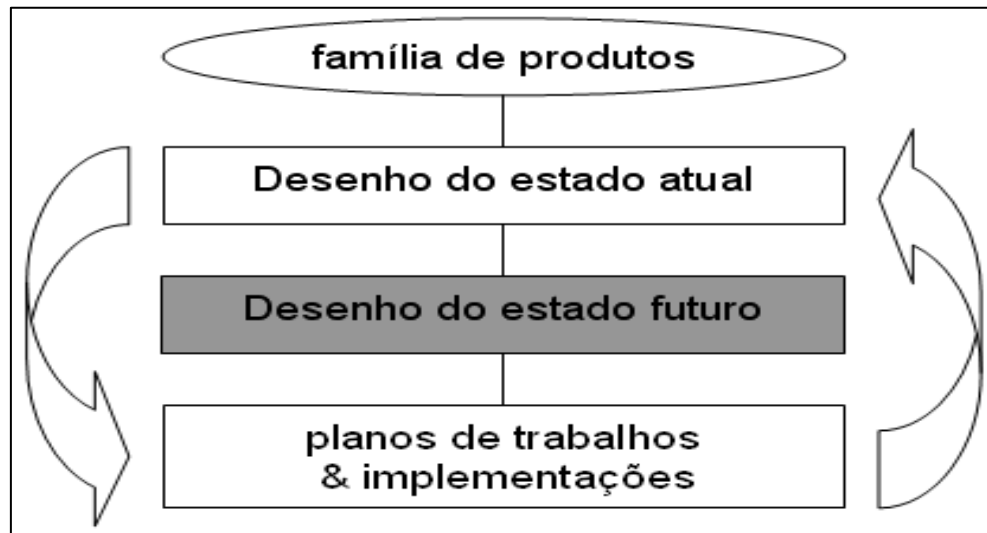 família de produtos
Desenho do estado atual
Desenho do estado futuro
planos de trabalhos
& implementações